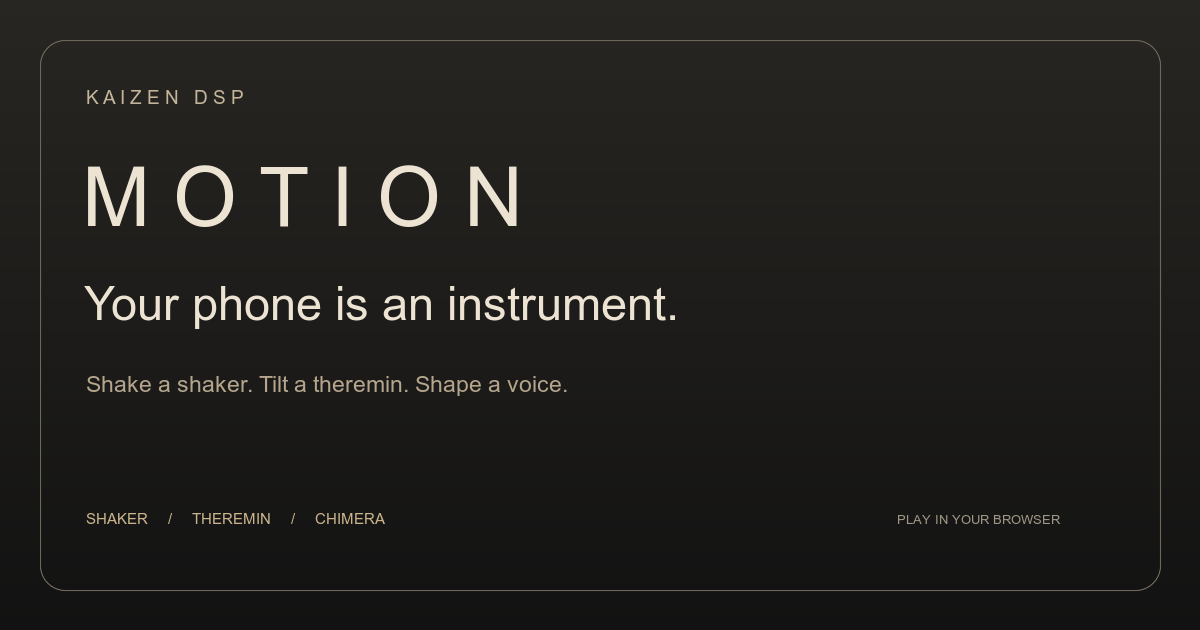 KAIZEN DSP
MOTION
Your phone is an instrument.
Shake a shaker. Tilt a theremin. Shape a voice.
SHAKER / THEREMIN / CHIMERA
PLAY IN YOUR BROWSER